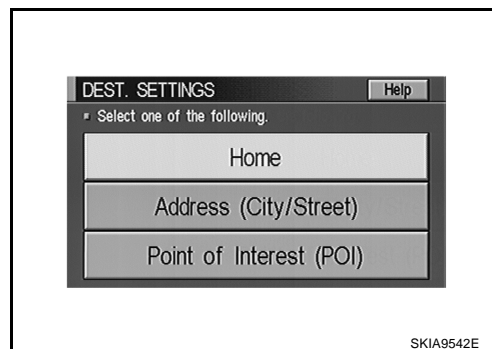 DEST. SETTINGS Help
Select one of the following.
Home
Address (City/Street)
Point of Interest (POI)
SKIA9542E